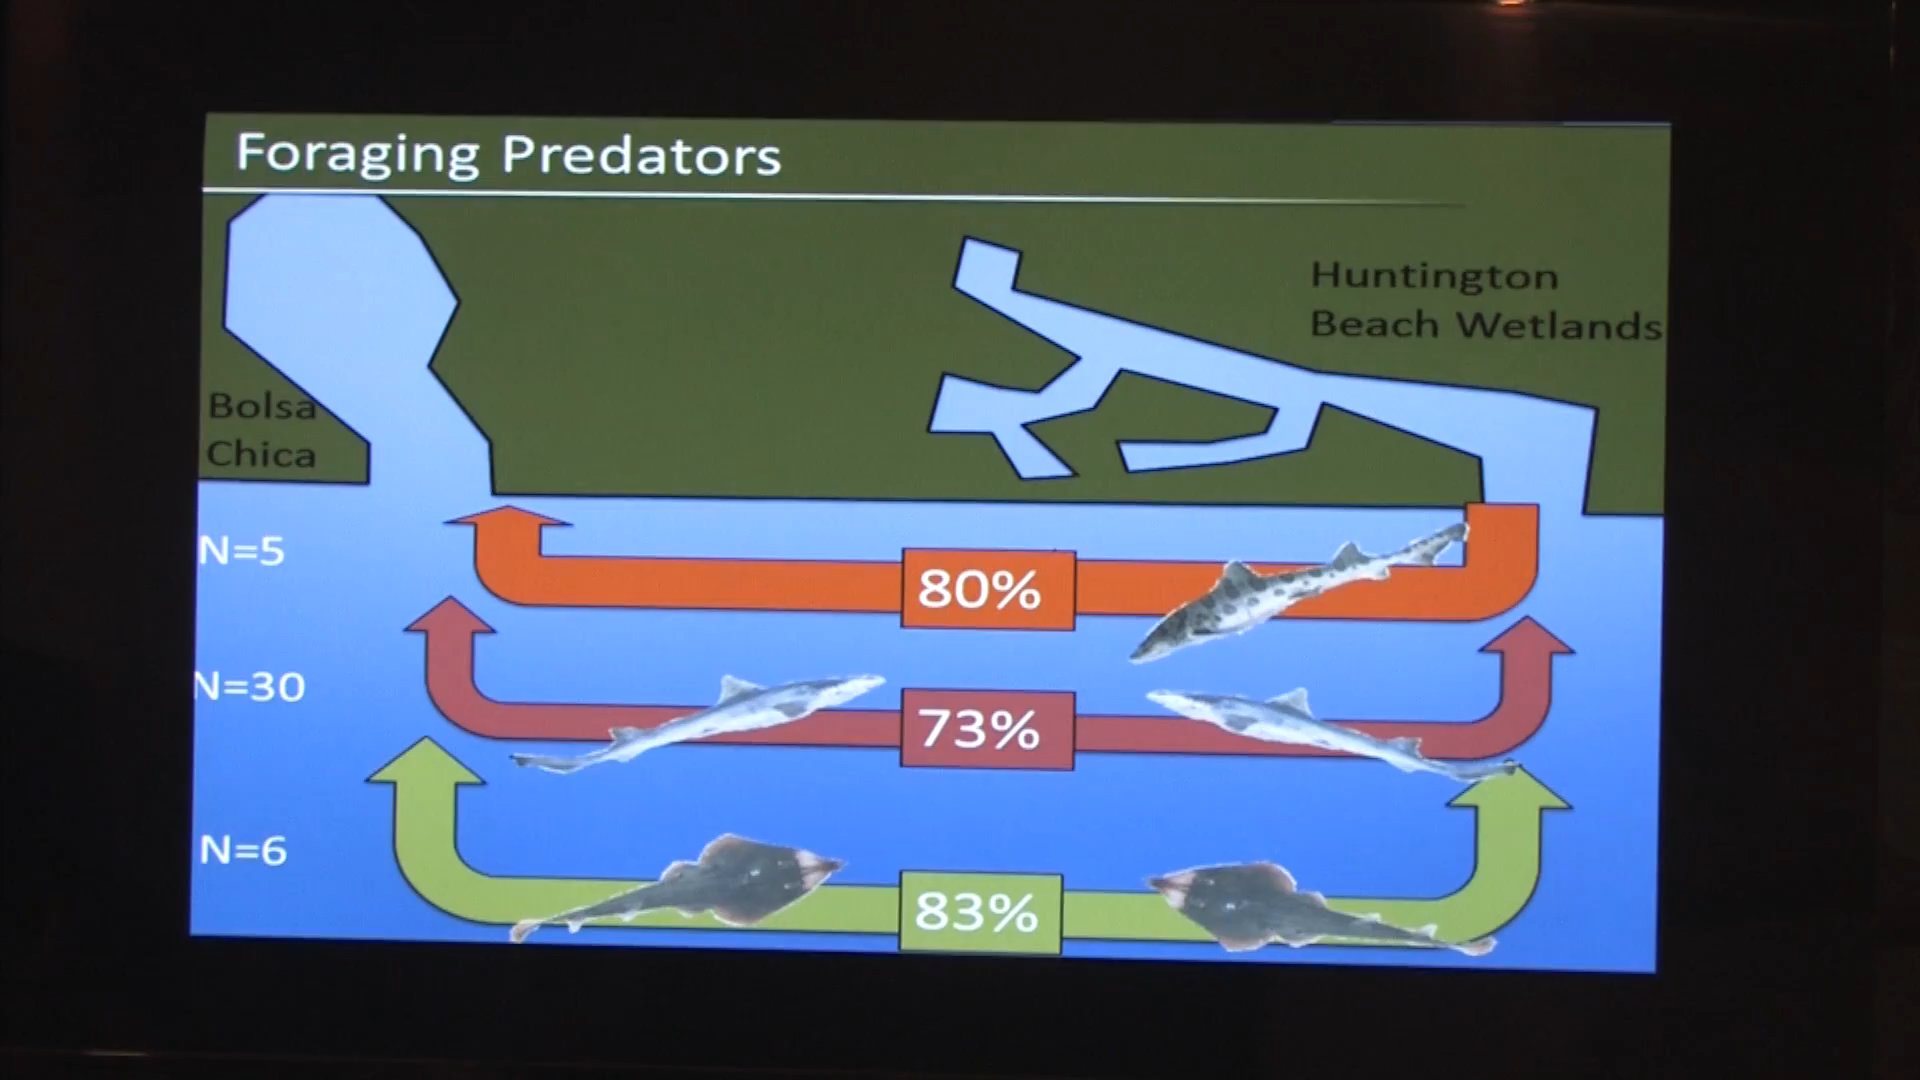 Foraging Predators
Huntington
Beach Wetlands
Bolsa
Chica
N=5
80%
N=30
73%
N=6
83%